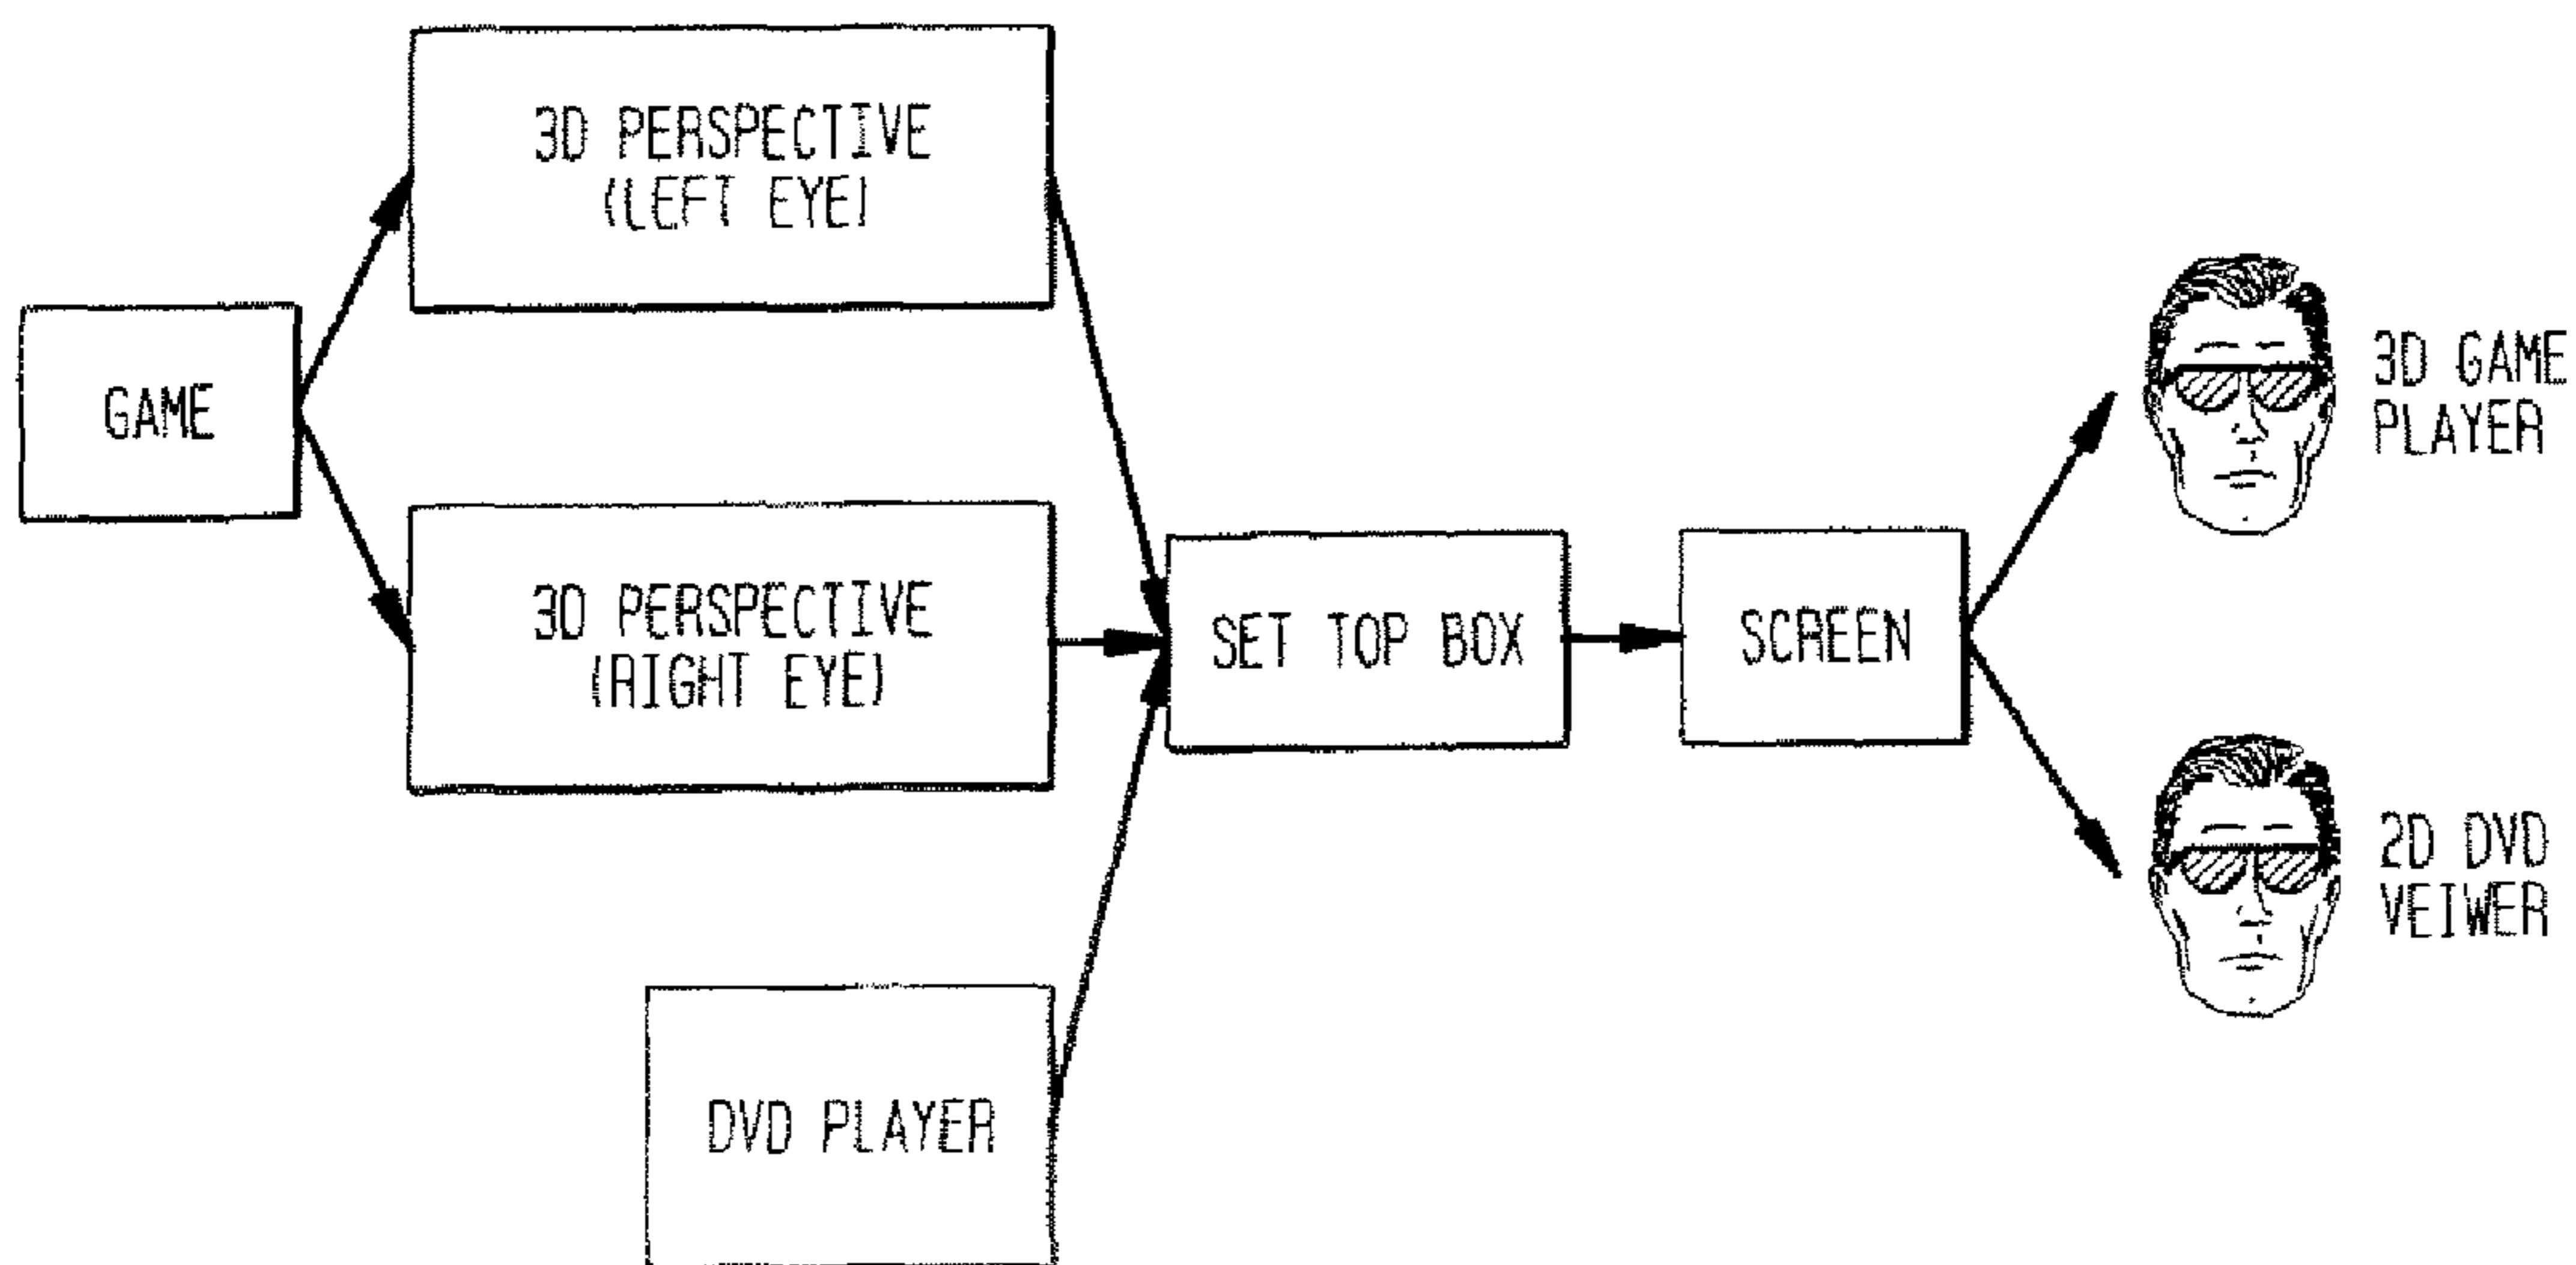 3D PERSPECTIVE
(LEFT EYE)
GAME
3D PERSPECTIVE
(RIGHT EYE)
SET TOP BOX
SCREEN
3D GAME
PLAYER
2D DVD
VEIWER
DVD PLAYER